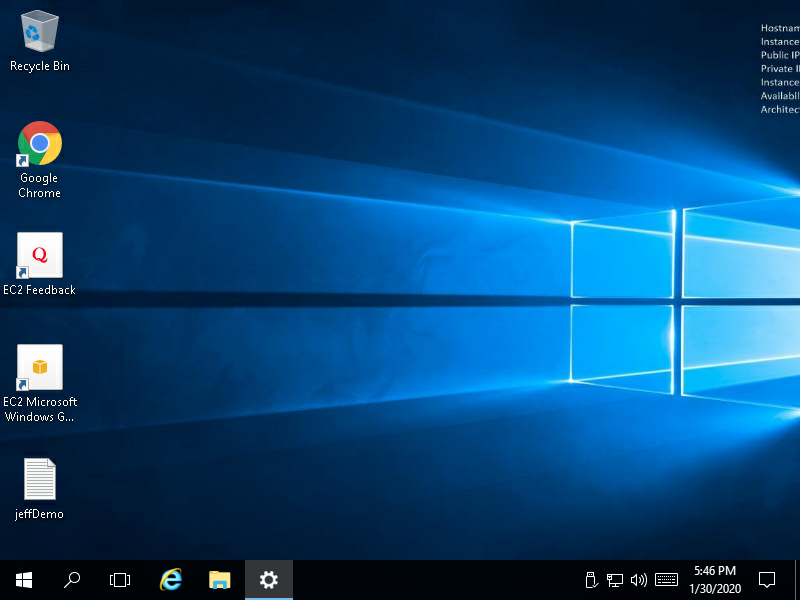 Recycle Bin
Google
Chrome
Q
EC2 Feedback
EC2 Microsoft
Windows G...
jeffDemo
Hostnam
Instance
Public IP
Private I
Instance
Availabil
Architec
5:46 PM
1/30/2020